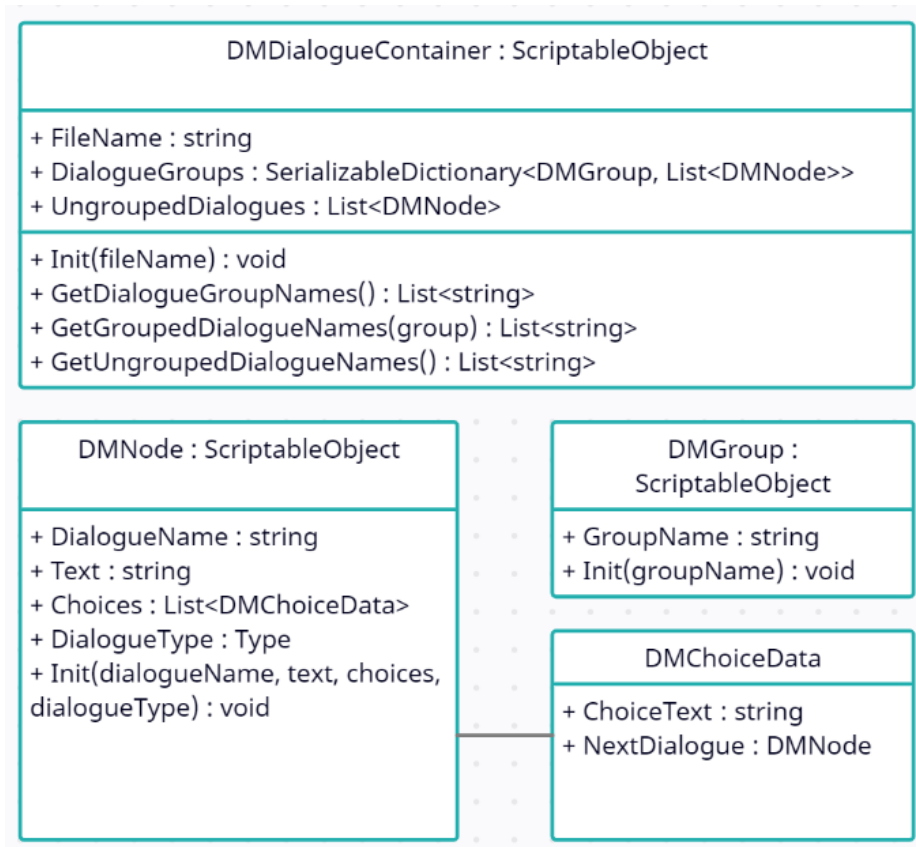 DMDialogueContainer : ScriptableObject
+ FileName : string
+ DialogueGroups : SerializableDictionary<DMGroup, List<DMNode>>
+ UngroupedDialogues : List<DMNode>
+ Init(fileName) : void
+ GetDialogueGroupNames() : List<string>
+ GetGroupedDialogueNames(group) : List<string>
+ GetUngroupedDialogueNames() : List<string>
DMNode : ScriptableObject
+ DialogueName : string
+ Text : string
+ Choices : List<DMChoiceData>
+ DialogueType : Type
+ Init(dialogueName, text, choices,
dialogueType) : void
DMGroup :
ScriptableObject
+ GroupName : string
+ Init(groupName) : void
DMChoiceData
+ ChoiceText : string
+ NextDialogue : DMNode